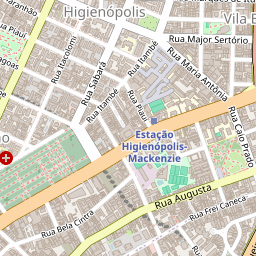 Higienópolis
Vila B
Rua Piauí
Rua Itacolomi
Rua Sabará
Rua Itambé
Rua Major Sertório
Rua Maria Antônia
Rua Itambé
Rua Piauí
Rua Caio Prado
Estação
Higienópolis-
Mackenzie
Rua Augusta
Rua Frei Caneca
Rua Bela Cintra